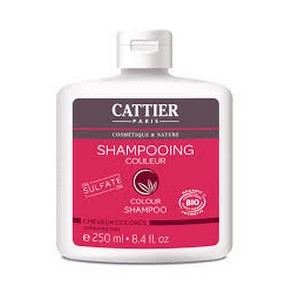 CATTIER
PARIS
COSMÉTIQUE & NATURE
SHAMPOOING
COULEUR
SULFATE
COLOUR
SHAMPOO
BIO
CHEVEUX COLORÉS
℮ 250 ml • 8.4 fl. oz